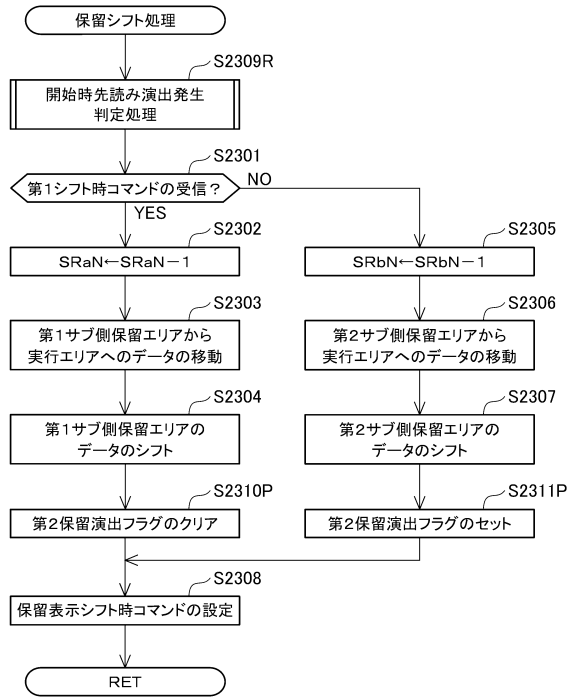 保留シフト処理
S2309R
開始時先読み演出発生
判定処理
S2301
第1シフト時コマンドの受信?
NO
YES
S2302
SRaN←SRaN－1
S2305
SRbN←SRbN－1
S2303
第1サブ側保留エリアから
実行エリアへのデータの移動
S2306
第2サブ側保留エリアから
実行エリアへのデータの移動
S2304
第1サブ側保留エリアの
データのシフト
S2307
第2サブ側保留エリアの
データのシフト
S2310P
第2保留演出フラグのクリア
S2311P
第2保留演出フラグのセット
S2308
保留表示シフト時コマンドの設定
RET